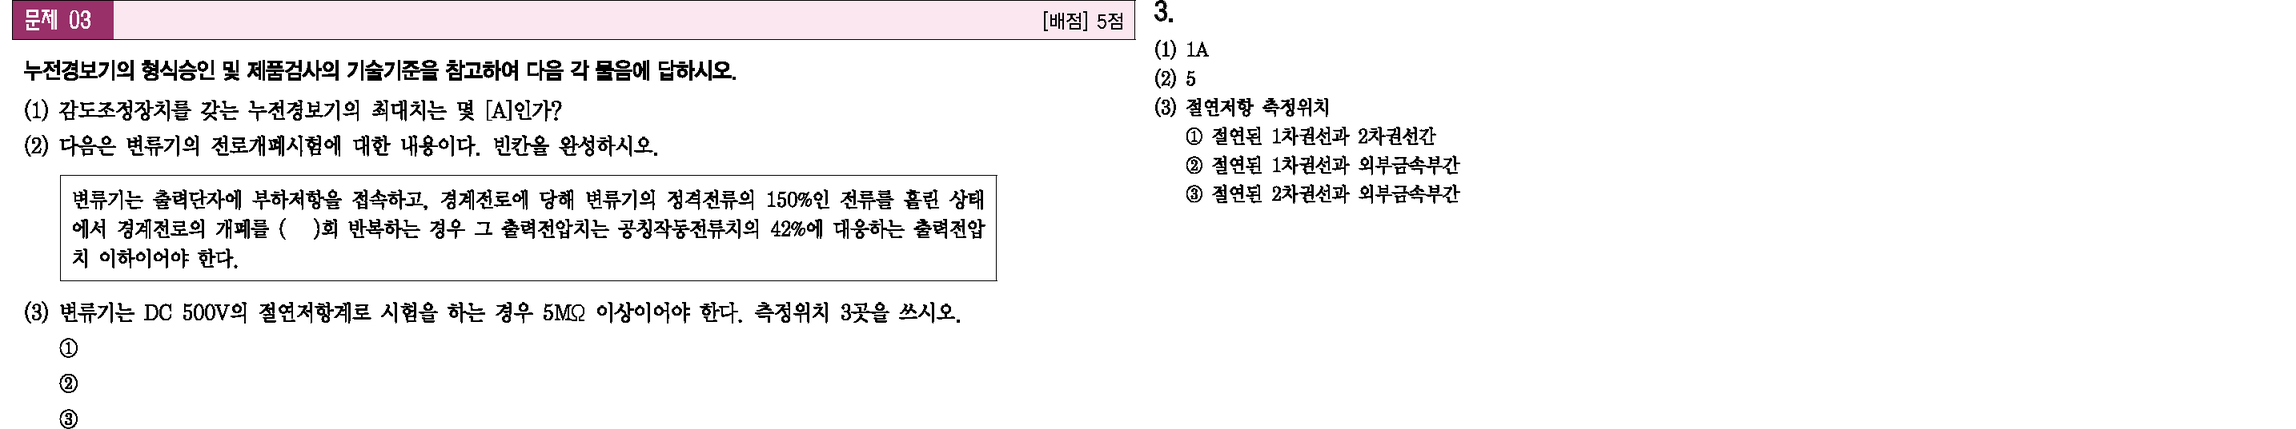 문제 03
[배점] 5점
누전경보기의 형식승인 및 제품검사의 기술기준을 참고하여 다음 각 물음에 답하시오.
(1) 감도조정장치를 갖는 누전경보기의 최대치는 몇 [A]인가?
(2) 다음은 변류기의 전로개폐시험에 대한 내용이다. 빈칸을 완성하시오.
변류기는 출력단자에 부하저항을 접속하고, 경계전로에 당해 변류기의 정격전류의 150%인 전류를 흘린 상태
에서 경계전로의 개폐를 (   )회 반복하는 경우 그 출력전압치는 공칭작동전류치의 42%에 대응하는 출력전압
치 이하이어야 한다.
(3) 변류기는 DC 500V의 절연저항계로 시험을 하는 경우 5MΩ 이상이어야 한다. 측정위치 3곳을 쓰시오.
①
②
③
3.
(1) 1A
(2) 5
(3) 절연저항 측정위치
① 절연된 1차권선과 2차권선간
② 절연된 1차권선과 외부금속부간
③ 절연된 2차권선과 외부금속부간